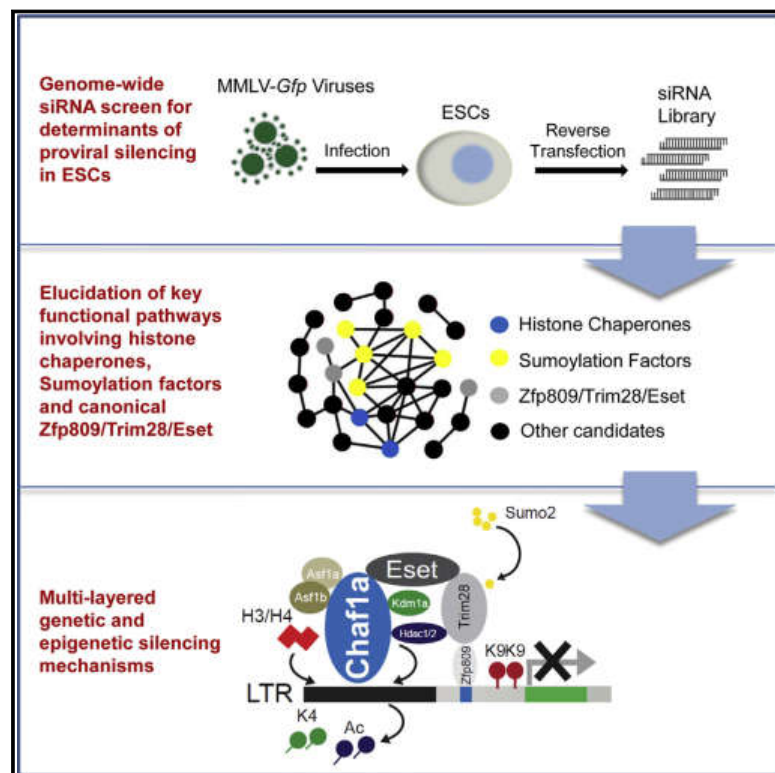 Genome-wide
siRNA screen for
determinants of
proviral silencing
in ESCs
MMLV-Gfp Viruses
Infection
ESCs
Reverse
Transfection
siRNA
Library
Elucidation of key
functional pathways
involving histone
chaperones,
Sumoylation factors
and canonical
Zfp809/Trim28/Eset
Histone Chaperones
Sumoylation Factors
Zfp809/Trim28/Eset
Other candidates
Multi-layered
genetic and
epigenetic silencing
mechanisms
Sumo2
Asf1a
Asf1b
Eset
Chaf1a
Kdm1a
Hdac1/2
Trim28
Zfp809
H3/H4
K9K9
LTR
K4
Ac